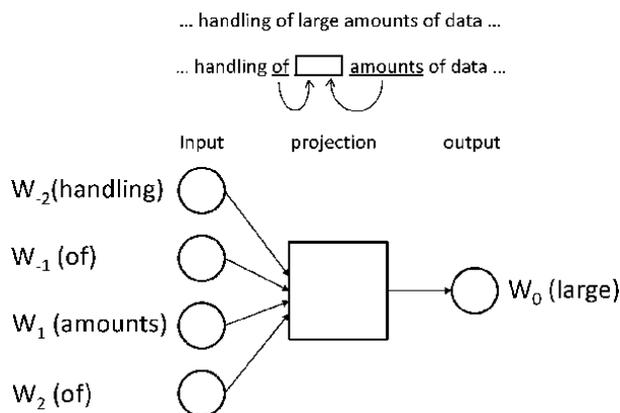 ... handling of large amounts of data ...
... handling of amounts of data ...
Input projection output
W-2(handling)
W-1 (of)
W0 (large)
W1 (amounts)
W2 (of)